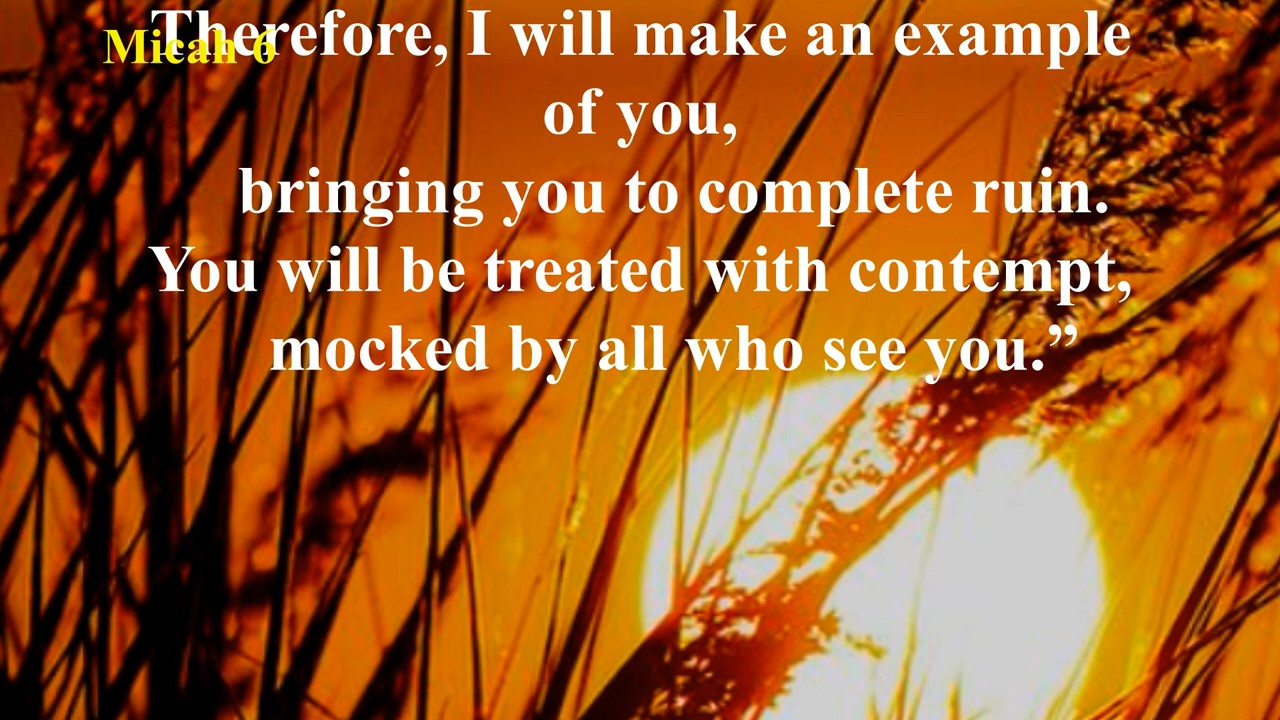 Micah 6
Therefore, I will make an example
of you,
bringing you to complete ruin.
You will be treated with contempt,
mocked by all who see you.”